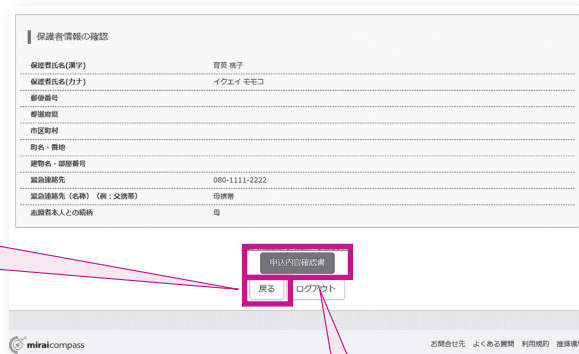 保護者情報の確認
保護者氏名(漢字) 育英 桃子
保護者氏名(カナ) イクエイ モモコ
郵便番号
都道府県
市区町村
町名・番地
建物名・部屋番号
緊急連絡先 080-1111-2222
緊急連絡先（名称）（例：父携帯） 母携帯
志願者本人との続柄 母
申込内容確認書
戻る ログアウト
miraicompass お問合せ先 よくある質問 利用規約 推奨環